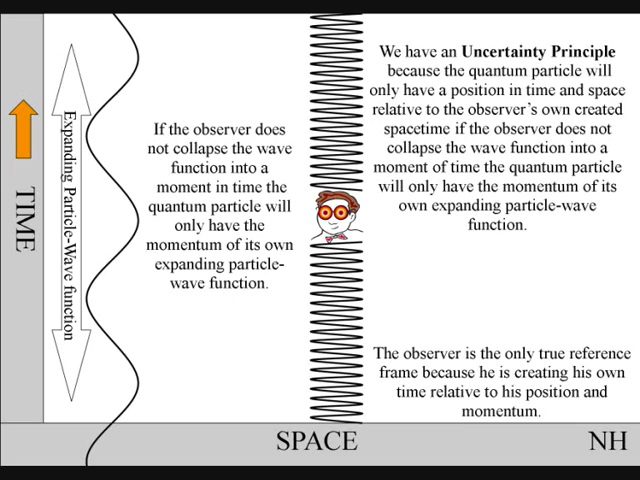 TIME
Expanding Particle-Wave function
If the observer does
not collapse the wave
function into a
moment in time the
quantum particle will
only have the
momentum of its own
expanding particle-
wave function.
We have an Uncertainty Principle
because the quantum particle will
only have a position in time and space
relative to the observer's own created
spacetime if the observer does not
collapse the wave function into a
moment of time the quantum particle
will only have the momentum of its
own expanding particle-wave
function.
The observer is the only true reference
frame because he is creating his own
time relative to his position and
momentum.
SPACE
NH